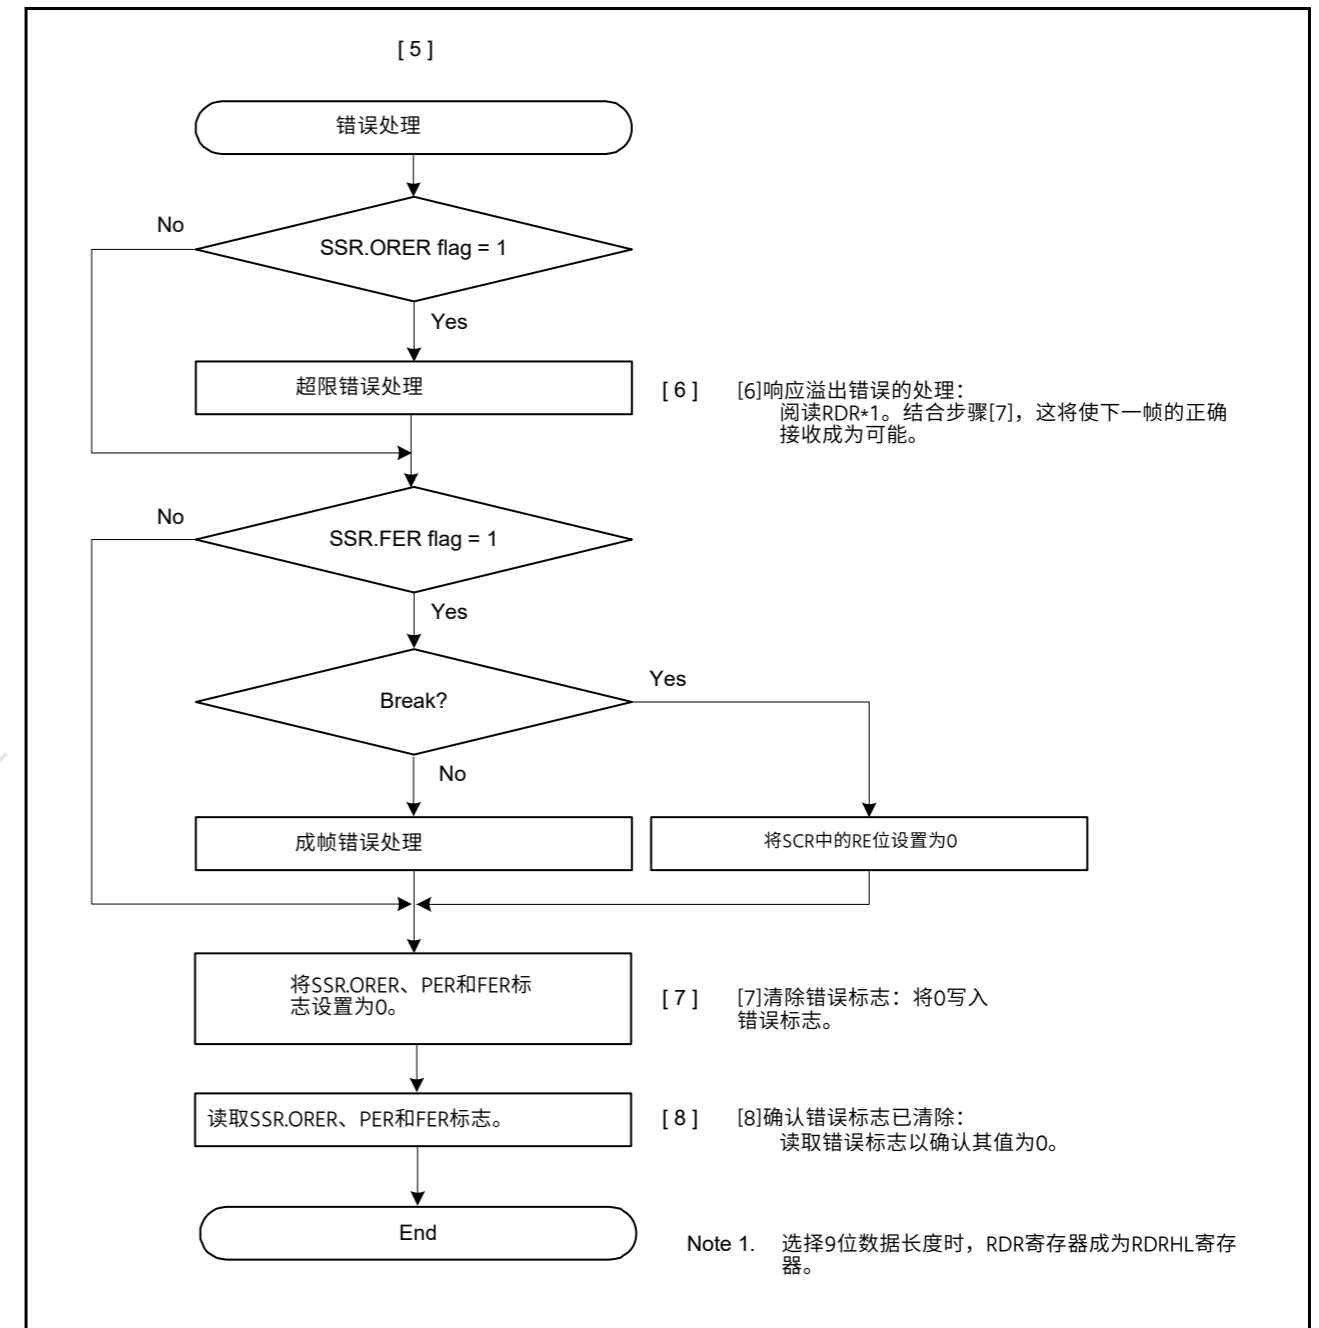 [ 5 ]
错误处理
No
SSR.ORER flag = 1
Yes
超限错误处理
[ 6 ]
[6]响应溢出错误的处理：
阅读RDR*1。结合步骤[7]，这将使下一帧的正确
接收成为可能。
No
SSR.FER flag = 1
Yes
Break?
Yes
No
成帧错误处理
将SCR中的RE位设置为0
将SSR.ORER、PER和FER标
志设置为0。
[ 7 ]
[7]清除错误标志：将0写入
错误标志。
读取SSR.ORER、PER和FER标志。
[ 8 ]
[8]确认错误标志已清除：
读取错误标志以确认其值为0。
End
Note 1. 选择9位数据长度时，RDR寄存器成为RDRHL寄存
器。